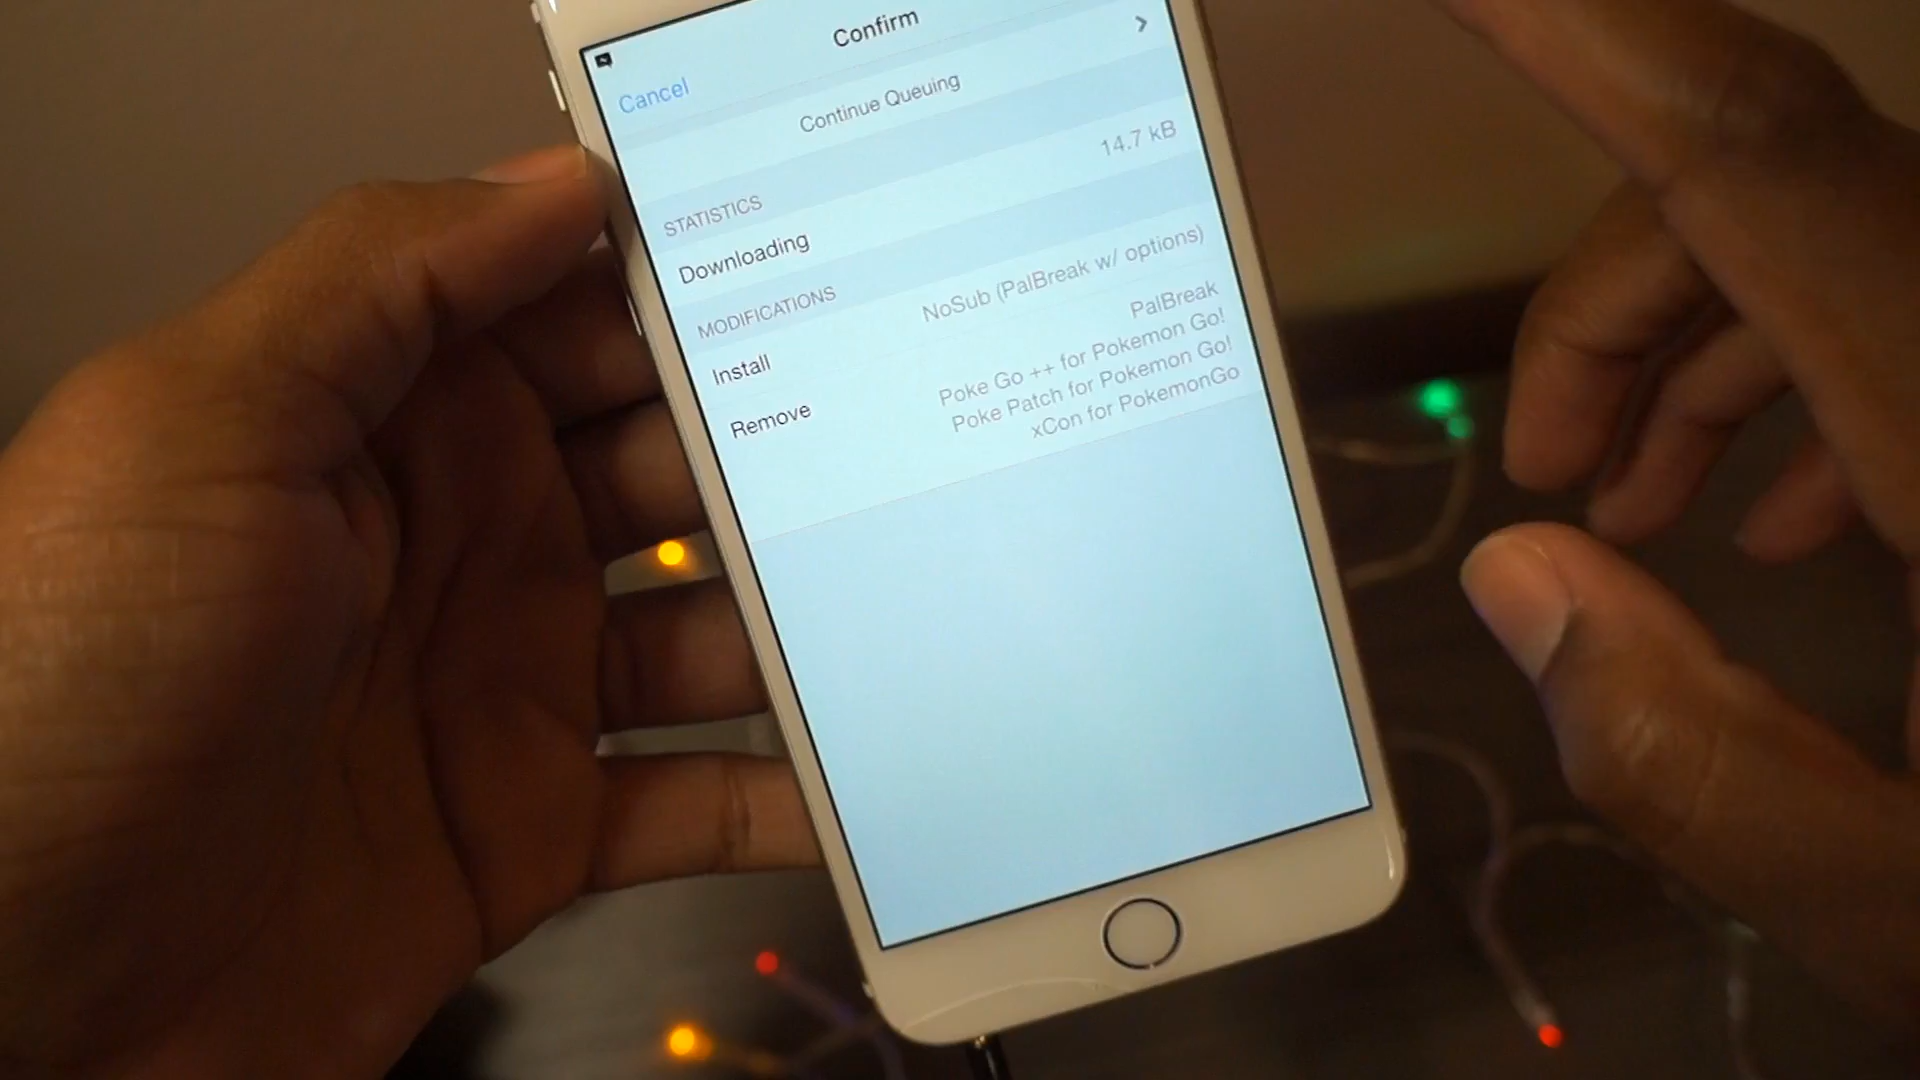 Confirm
Cancel
Continue Queuing
STATISTICS
Downloading 14.7 kB
MODIFICATIONS
Install NoSub (PalBreak w/ options)
Remove PalBreak
Poke Go ++ for Pokemon Go!
Poke Patch for Pokemon Go!
xCon for PokemonGo